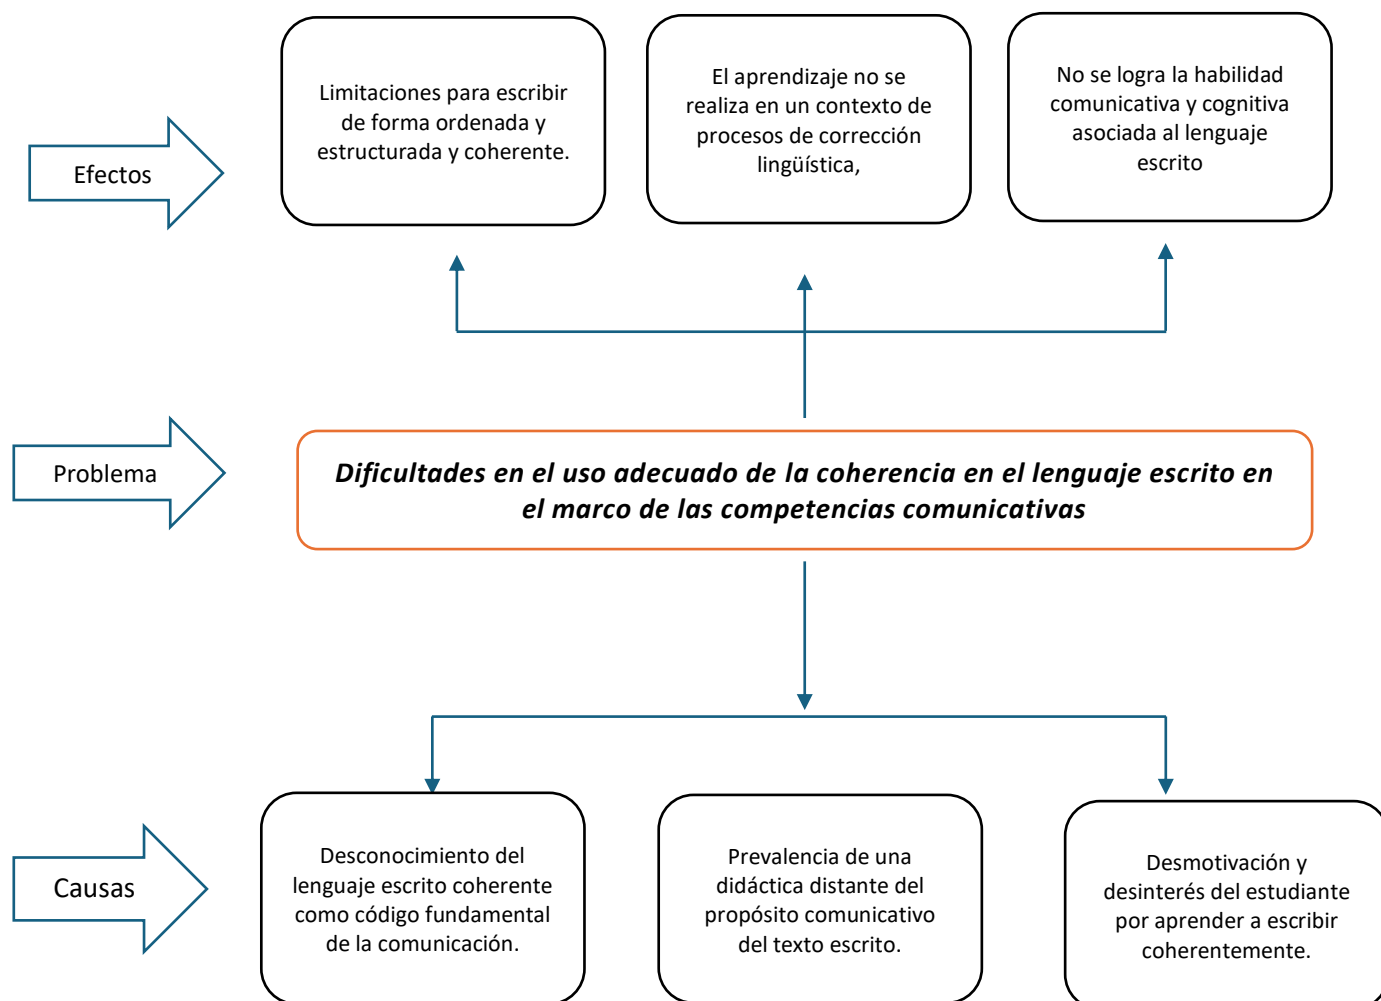 Efectos
Limitaciones para escribir
de forma ordenada y
estructurada y coherente.
El aprendizaje no se
realiza en un contexto de
procesos de corrección
lingüística,
No se logra la habilidad
comunicativa y cognitiva
asociada al lenguaje
escrito
Problema
Dificultades en el uso adecuado de la coherencia en el lenguaje escrito en
el marco de las competencias comunicativas
Causas
Desconocimiento del
lenguaje escrito coherente
como código fundamental
de la comunicación.
Prevalencia de una
didáctica distante del
propósito comunicativo
del texto escrito.
Desmotivación y
desinterés del estudiante
por aprender a escribir
coherentemente.